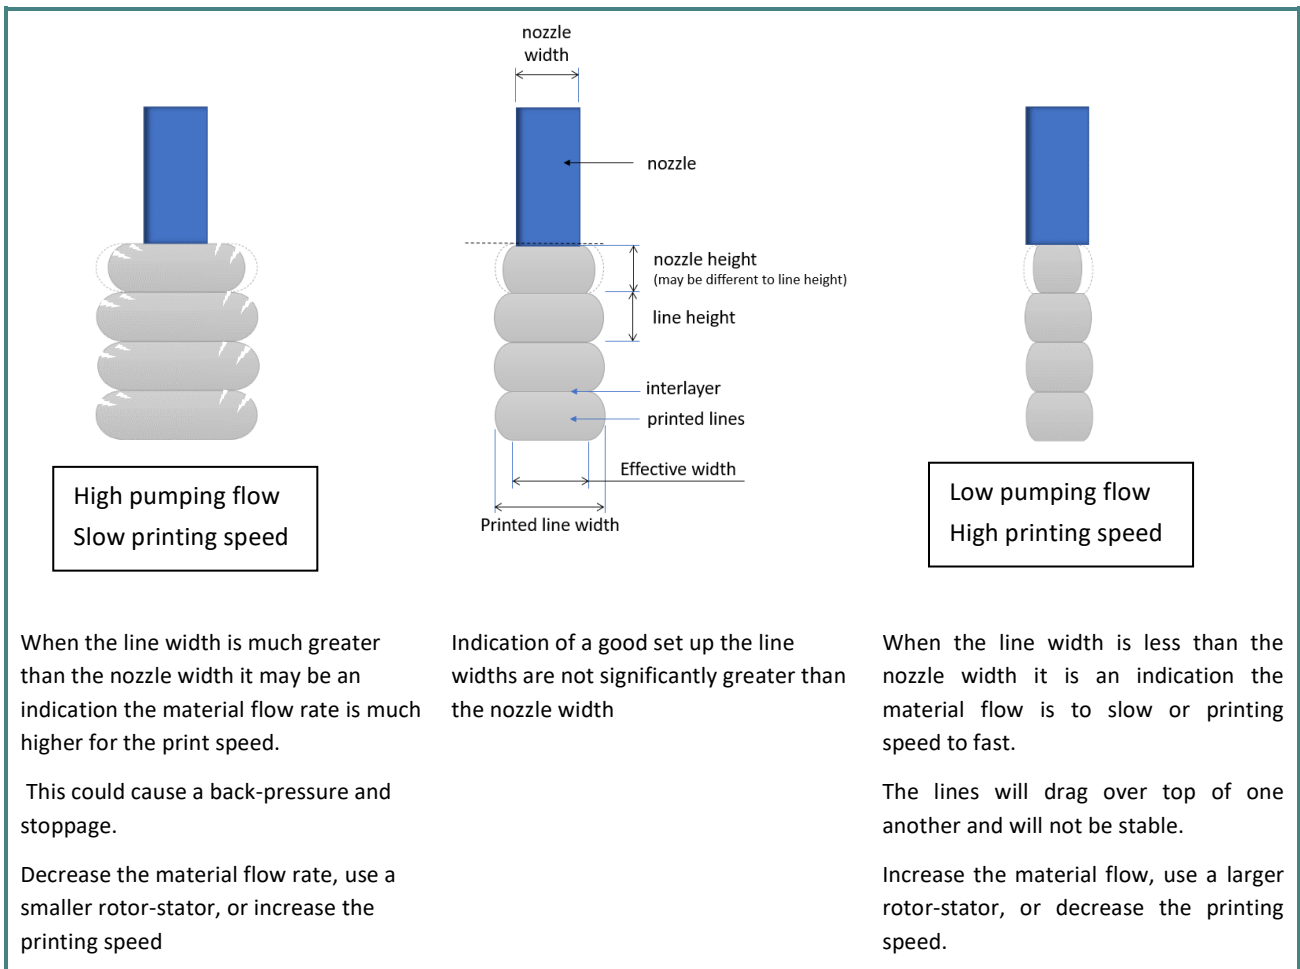 nozzle
width
nozzle
nozzle height
(may be different to line height)
line height
interlayer
printed lines
Effective width
Printed line width
High pumping flow
Slow printing speed
Low pumping flow
High printing speed
When the line width is much greater
than the nozzle width it may be an
indication the material flow rate is much
higher for the print speed.
This could cause a back-pressure and
stoppage.
Decrease the material flow rate, use a
smaller rotor-stator, or increase the
printing speed
Indication of a good set up the line
widths are not significantly greater than
the nozzle width
When the line width is less than the
nozzle width it is an indication the
material flow is to slow or printing
speed to fast.
The lines will drag over top of one
another and will not be stable.
Increase the material flow, use a larger
rotor-stator, or decrease the printing
speed.